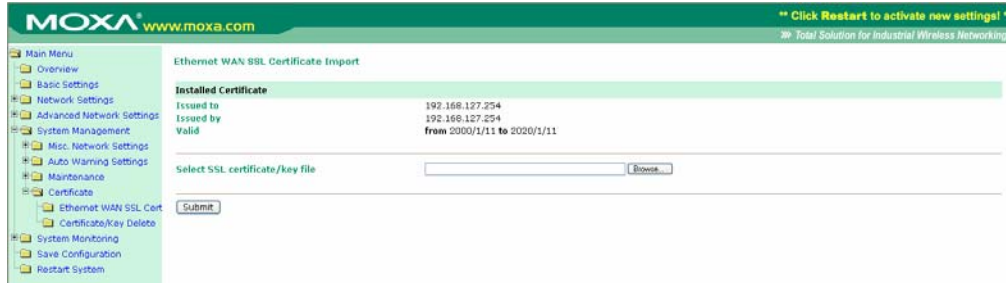 MOXA® www.moxa.com
** Click Restart to activate new settings! *
Total Solution for Industrial Wireless Networking
Main Menu
Overview
Basic Settings
Network Settings
Advanced Network Settings
System Management
Misc. Network Settings
Auto Warning Settings
Maintenance
Certificate
Ethernet WAN SSL Cert
Certificate/Key Delete
System Monitoring
Save Configuration
Restart System
Ethernet WAN SSL Certificate Import
Installed Certificate
Issued to 192.168.127.254
Issued by 192.168.127.254
Valid from 2000/1/11 to 2020/1/11
Select SSL certificate/key file Browse...
Submit